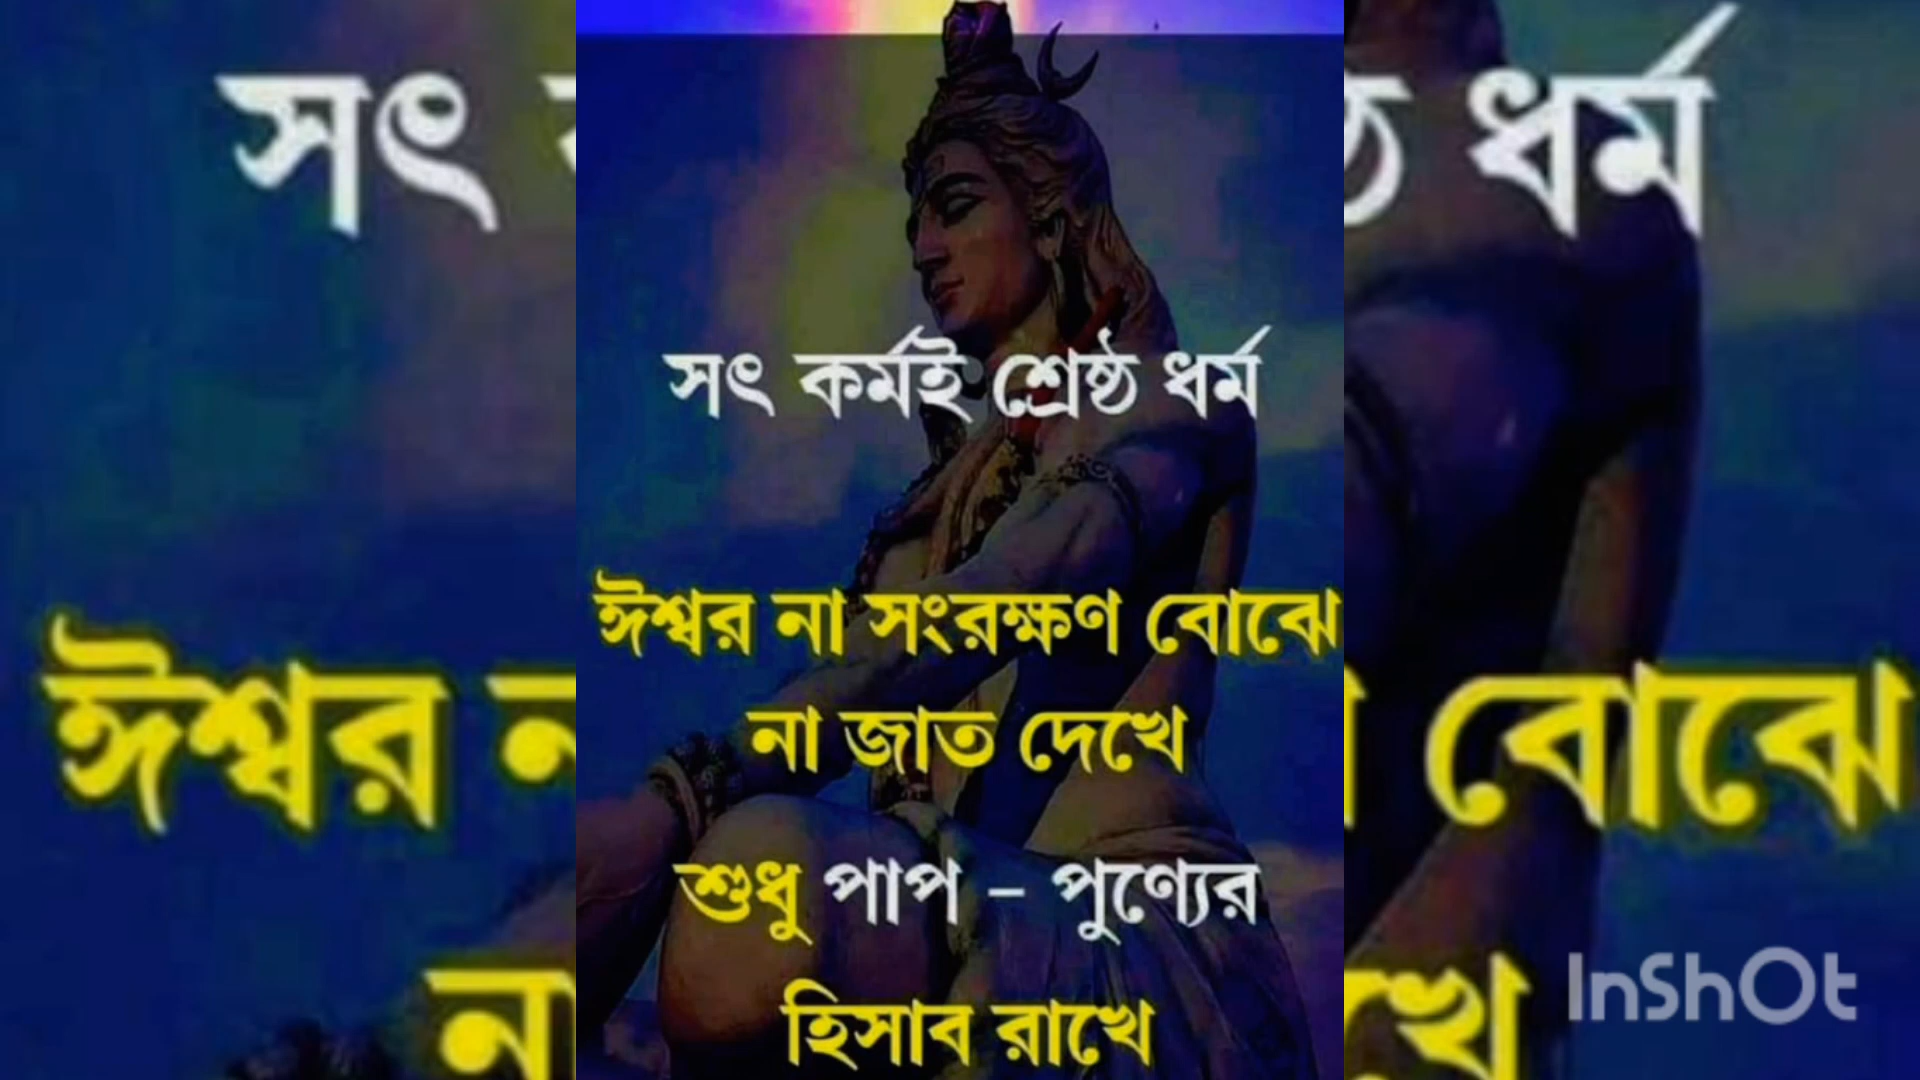 সৎ কর্মই শ্রেষ্ঠ ধর্ম
ঈশ্বর না সংরক্ষণ বোঝে
না জাত দেখে
শুধু পাপ – পুণ্যের
হিসাব রাখে
InShOt